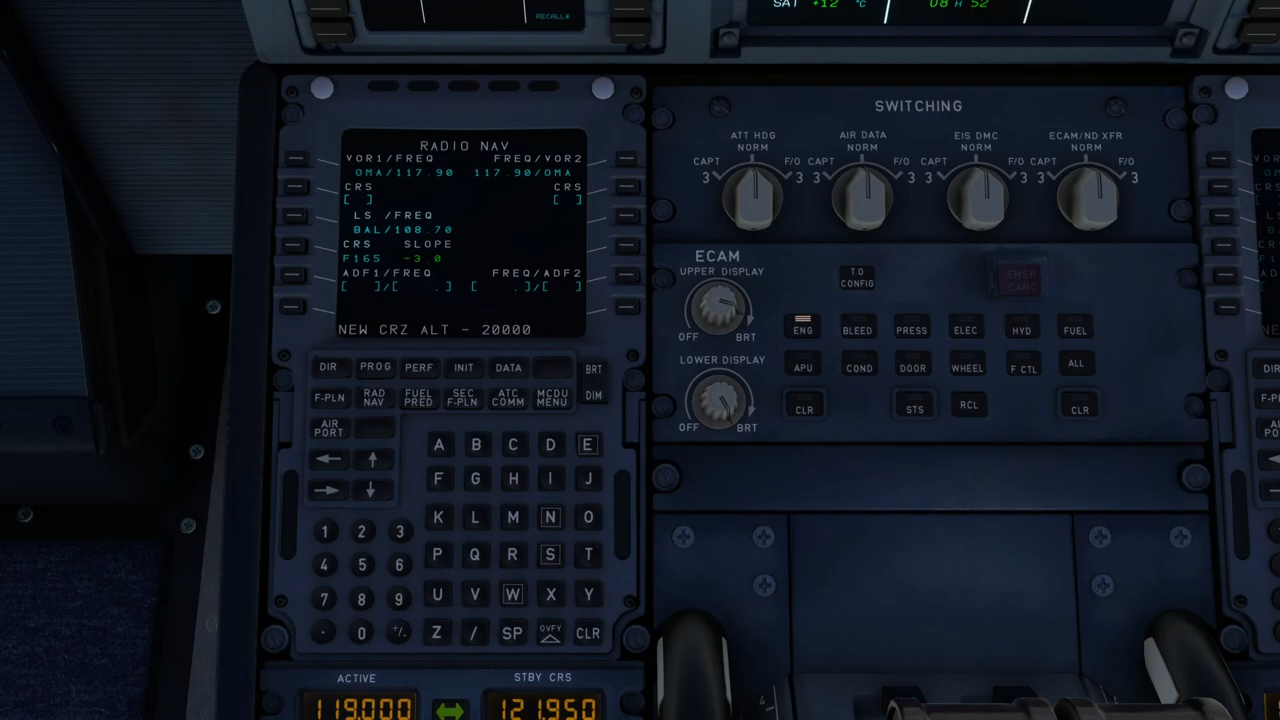 RECALL*
SAT +12 °C
08 H 52
RADIO NAV
VOR1/FREQ FREQ/VOR2
OMA/117.90 117.90/OMA
CRS CRS
[ ] [ ]
LS /FREQ
BAL/108.70
CRS SLOPE
F165 -3.0
ADF1/FREQ FREQ/ADF2
[ ]/[ .] [ .]/[ ]
NEW CRZ ALT - 20000
DIR PROG PERF INIT DATA BRT
F-PLN RAD NAV FUEL PRED SEC F-PLN ATC COMM MCDU MENU DIM
AIR PORT
A B C D E
F G H I J
K L M N O
P Q R S T
U V W X Y
Z / SP OVFY CLR
1 2 3
4 5 6
7 8 9
. 0 +/-
ACTIVE STBY CRS
119.000 121.950
SWITCHING
ATT HDG AIR DATA EIS DMC ECAM/ND XFR
NORM NORM NORM NORM
CAPT F/O CAPT F/O CAPT F/O CAPT F/O
3 3 3 3 3 3 3 3
ECAM
UPPER DISPLAY
OFF BRT
LOWER DISPLAY
OFF BRT
T.O CONFIG
EMER CANC
ENG BLEED PRESS ELEC HYD FUEL
APU COND DOOR WHEEL F CTL ALL
CLR STS RCL CLR